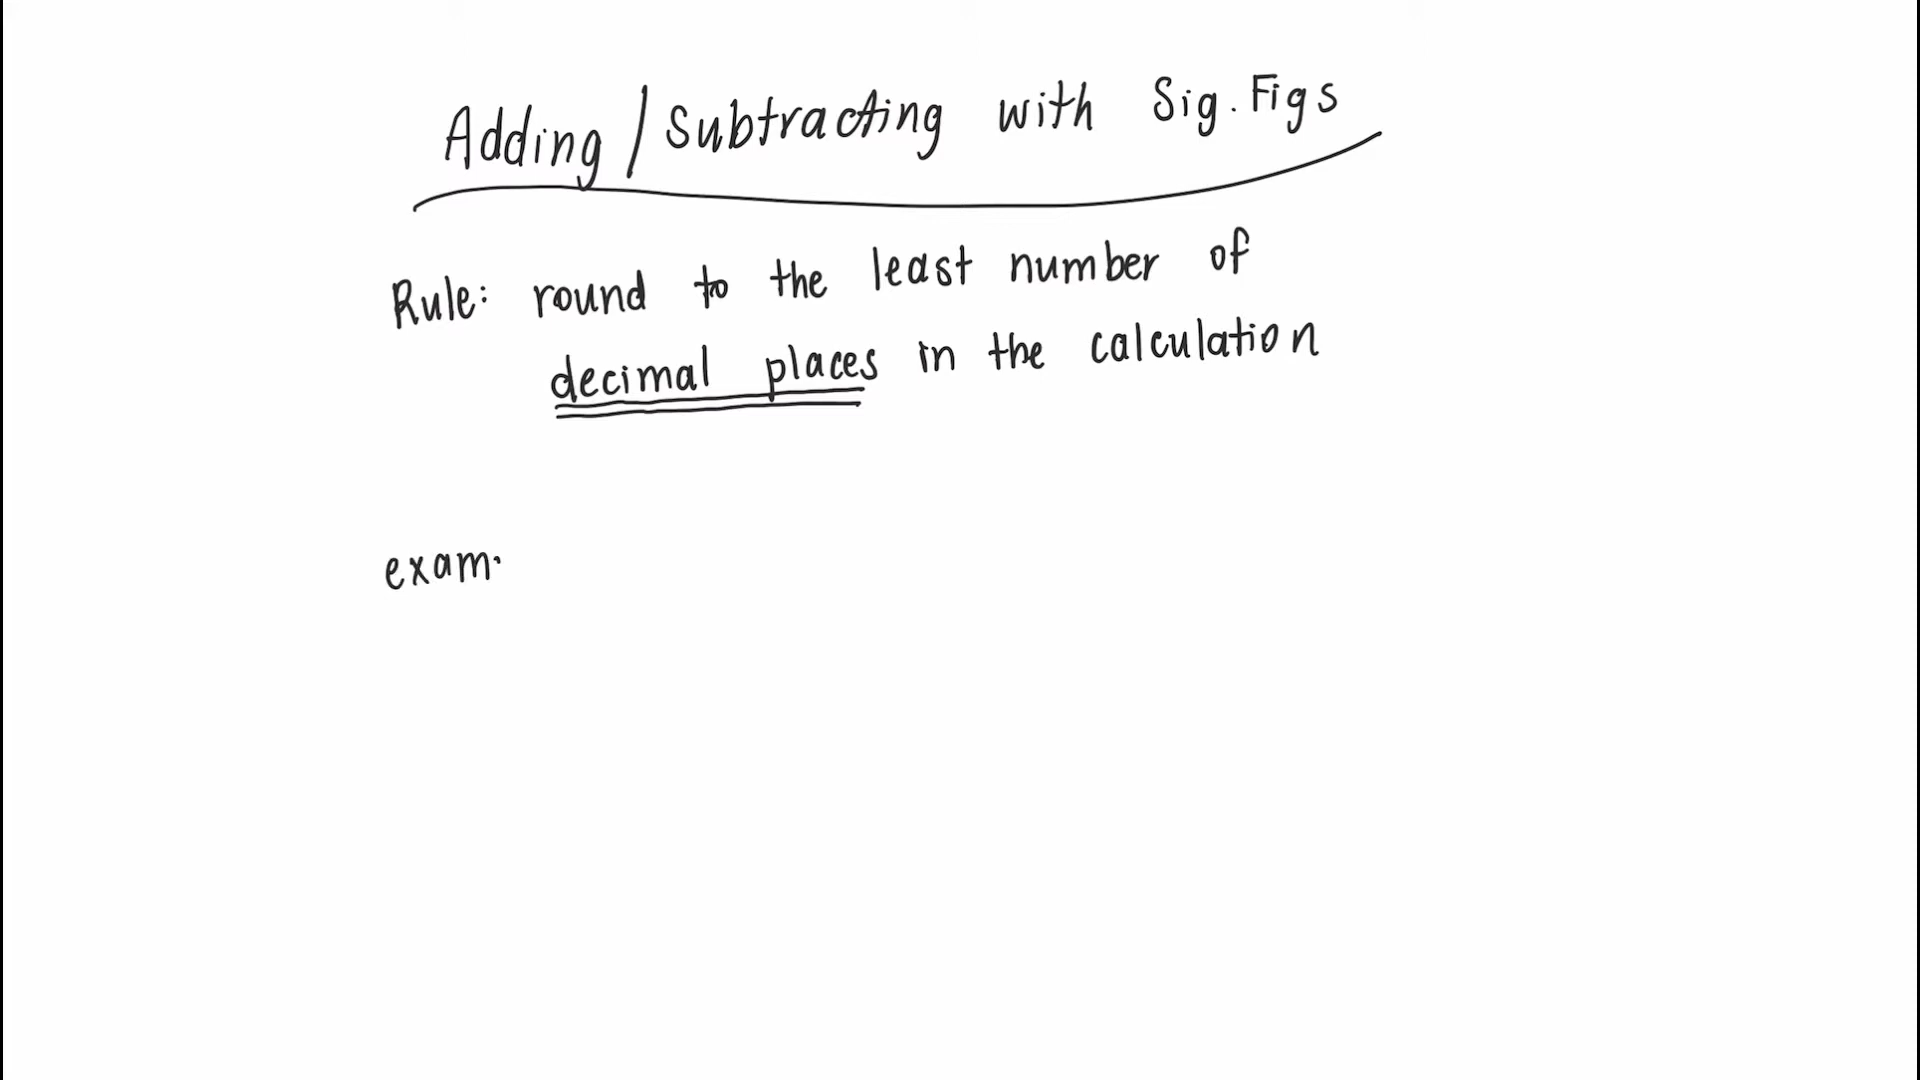 Adding / Subtracting with Sig. Figs
Rule: round to the least number of
decimal places in the calculation
exam.